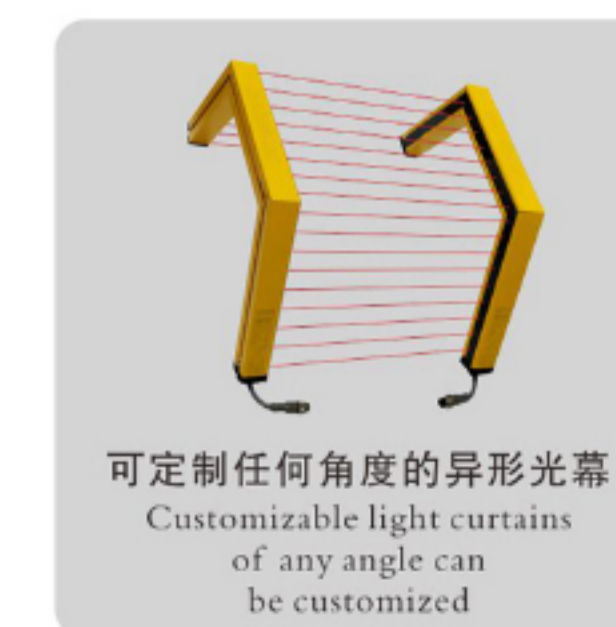 可定制任何角度的异形光幕
Customizable light curtains
of any angle can
be customized